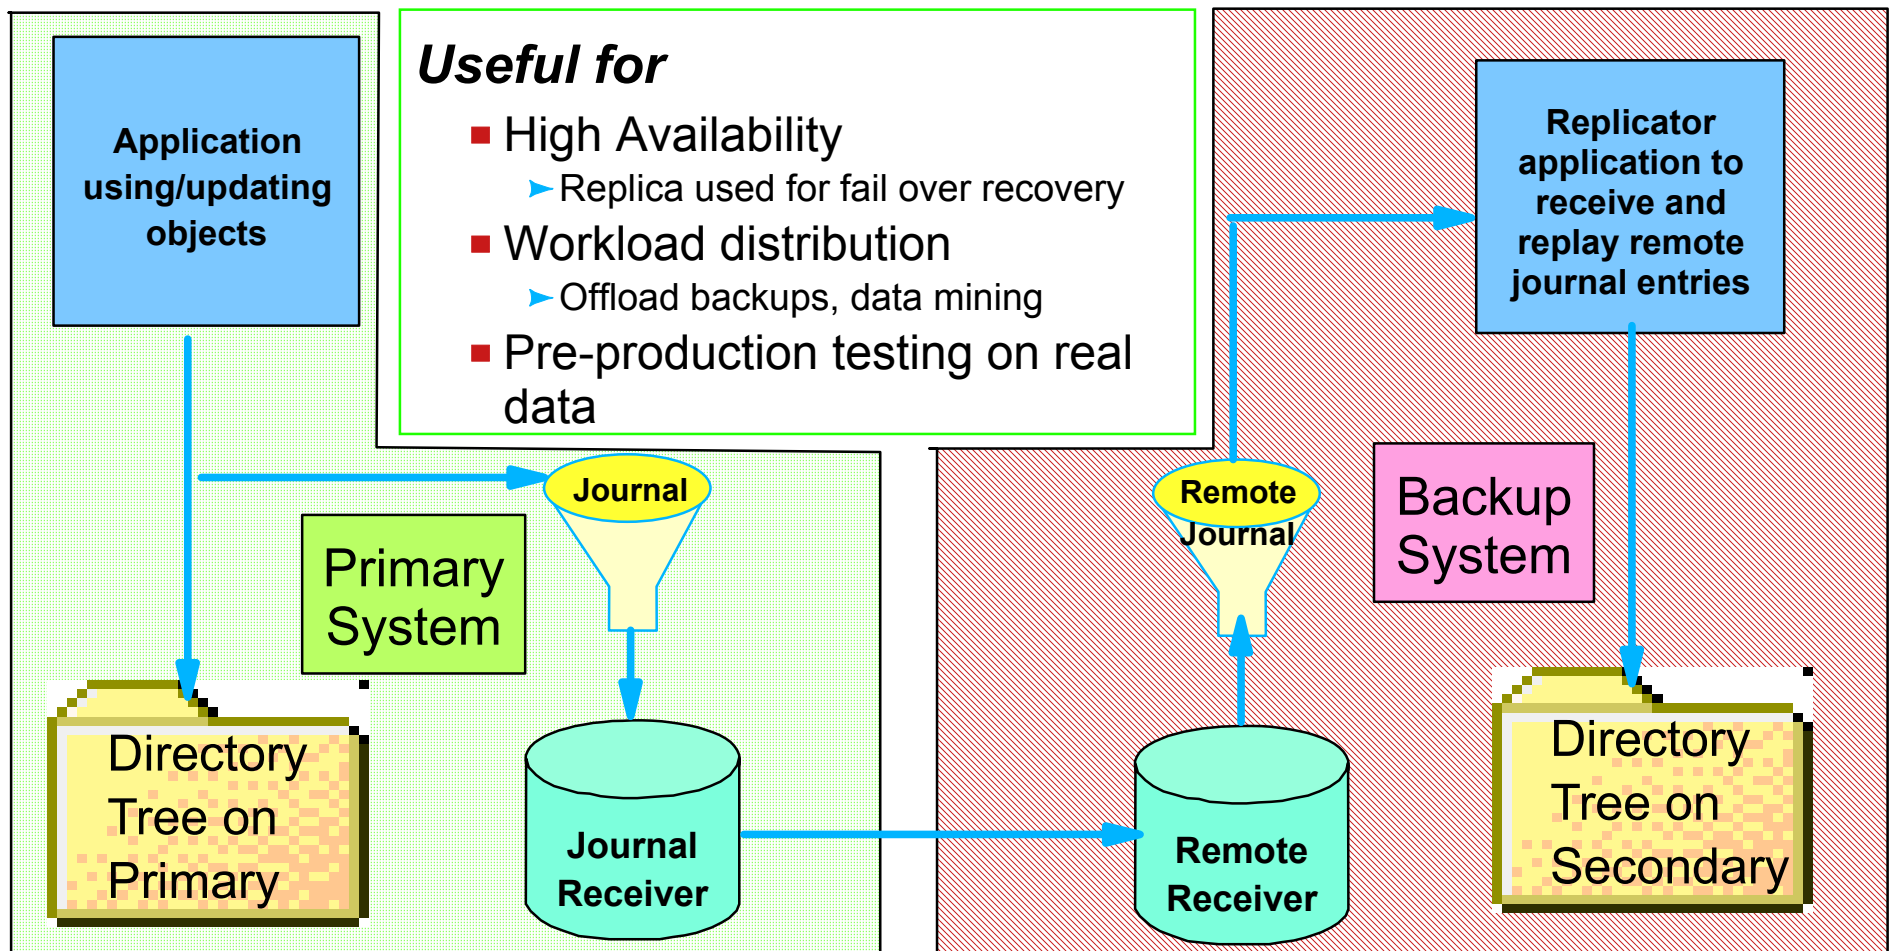 Application
using/updating
objects
Useful for
High Availability
Replica used for fail over recovery
Workload distribution
Offload backups, data mining
Pre-production testing on real
data
Replicator
application to
receive and
replay remote
journal entries
Journal
Primary
System
Remote
Journal
Backup
System
Directory
Tree on
Primary
Journal
Receiver
Remote
Receiver
Directory
Tree on
Secondary